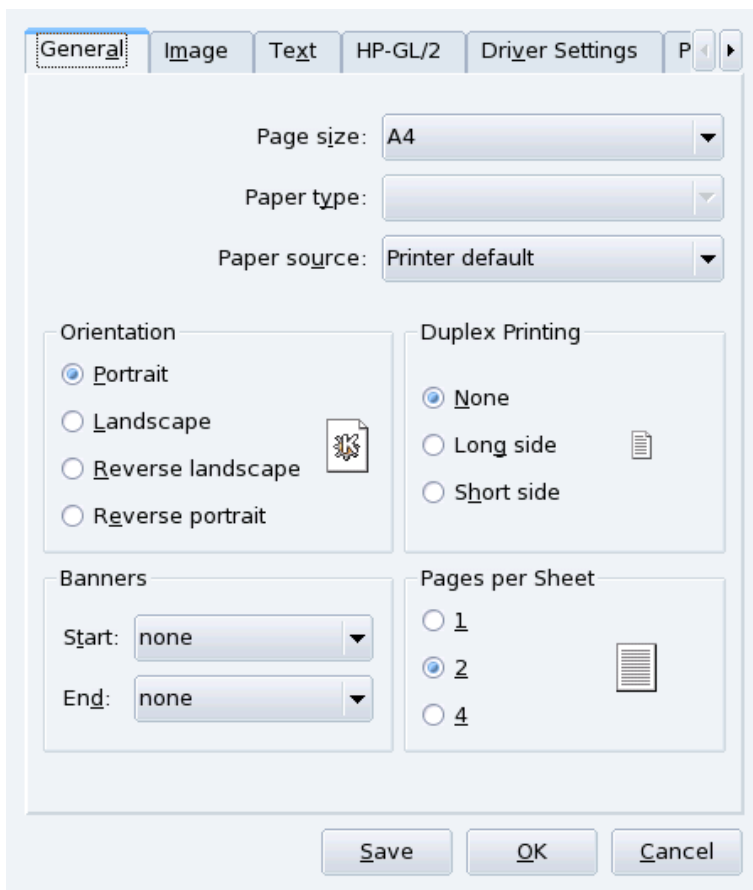 General Image Text HP-GL/2 Driver Settings P
Page size: A4
Paper type:
Paper source: Printer default
Orientation
Portrait
Landscape
Reverse landscape
Reverse portrait
Duplex Printing
None
Long side
Short side
Banners
Start: none
End: none
Pages per Sheet
1
2
4
Save OK Cancel